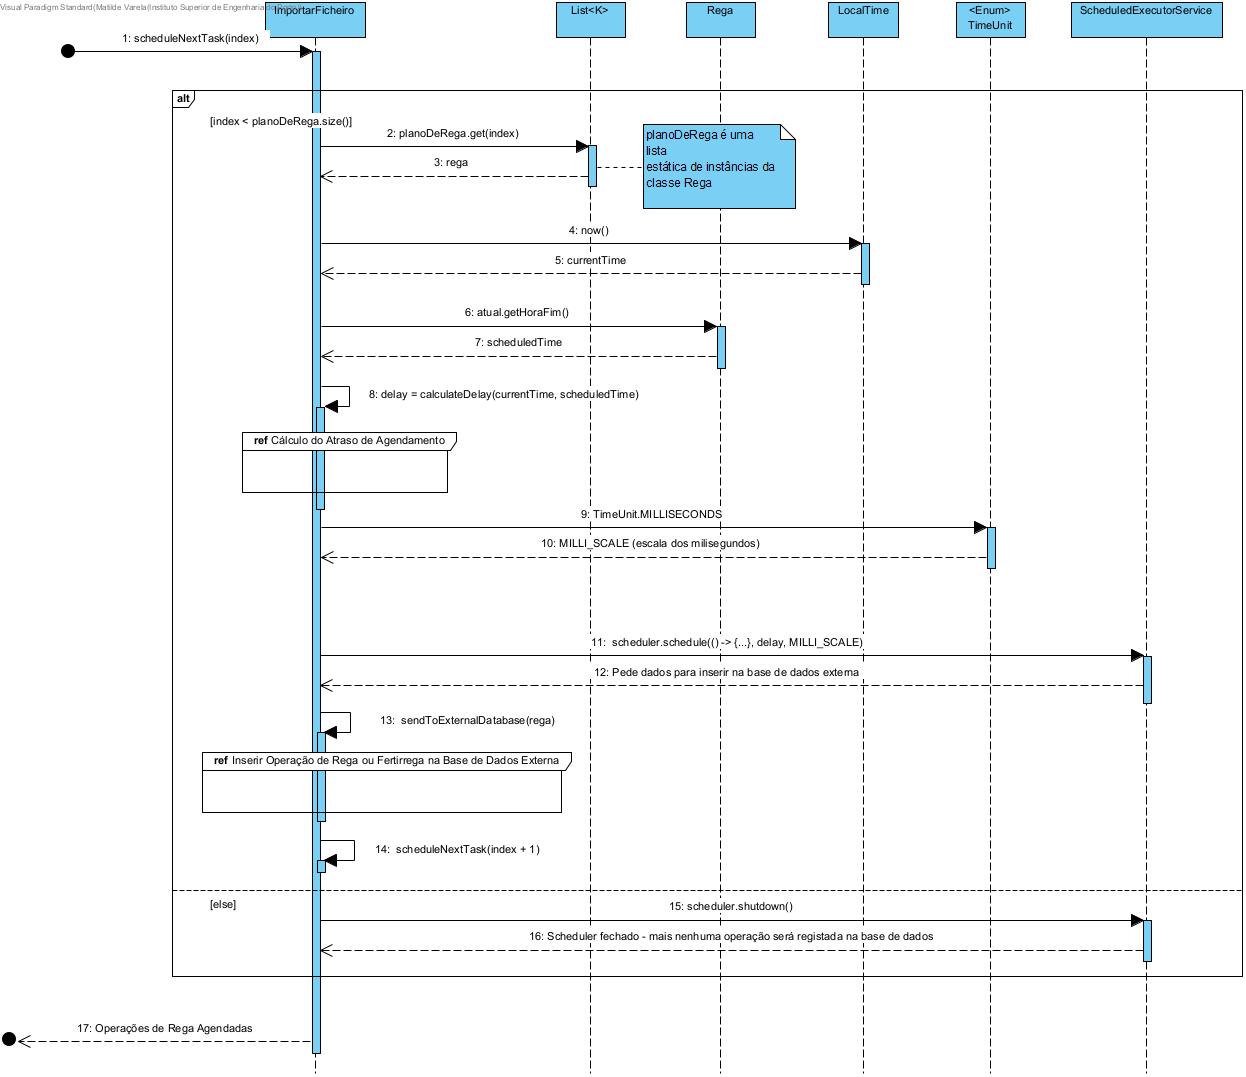 Visual Paradigm Standard(Matilde Varela(Instituto Superior de Engenharia
ImportarFicheiro
List<K>
Rega
LocalTime
<Enum>
TimeUnit
ScheduledExecutorService
1: scheduleNextTask(index)
alt
[index < planoDeRega.size()]
2: planoDeRega.get(index)
3: rega
planoDeRega é uma
lista
estática de instâncias da
classe Rega
4: now()
5: currentTime
6: atual.getHoraFim()
7: scheduledTime
8: delay = calculateDelay(currentTime, scheduledTime)
ref Cálculo do Atraso de Agendamento
9: TimeUnit.MILLISECONDS
10: MILLI_SCALE (escala dos milisegundos)
11: scheduler.schedule(() -> {...}, delay, MILLI_SCALE)
12: Pede dados para inserir na base de dados externa
13: sendToExternalDatabase(rega)
ref Inserir Operação de Rega ou Fertirrega na Base de Dados Externa
14: scheduleNextTask(index + 1)
[else]
15: scheduler.shutdown()
16: Scheduler fechado - mais nenhuma operação será registada na base de dados
17: Operações de Rega Agendadas